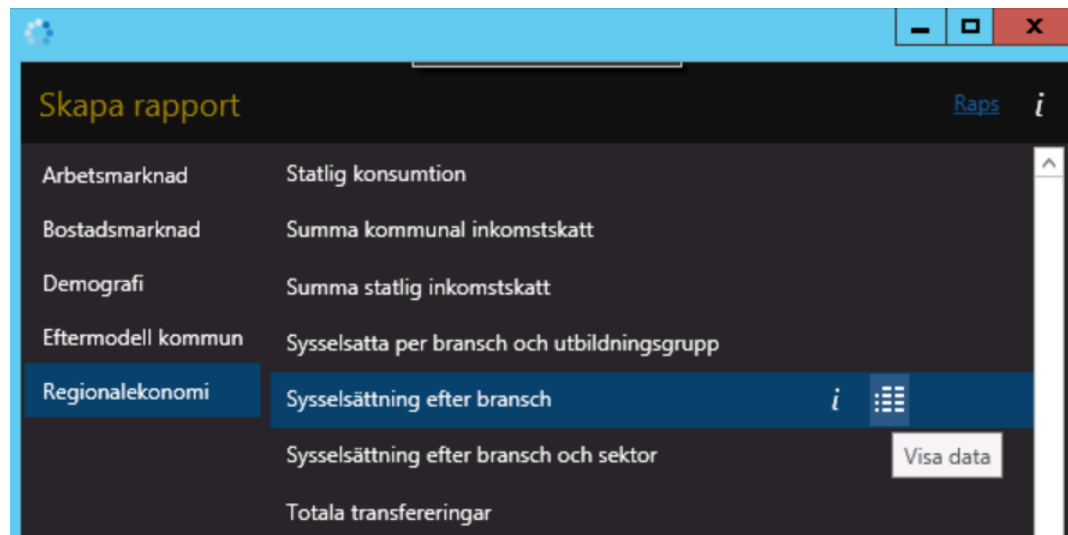 Skapa rapport
Raps i
Arbetsmarknad
Bostadsmarknad
Demografi
Eftermodell kommun
Regionalekonomi
Statlig konsumtion
Summa kommunal inkomstskatt
Summa statlig inkomstskatt
Sysselsatta per bransch och utbildningsgrupp
Sysselsättning efter bransch i
Visa data
Sysselsättning efter bransch och sektor
Totala transfereringar